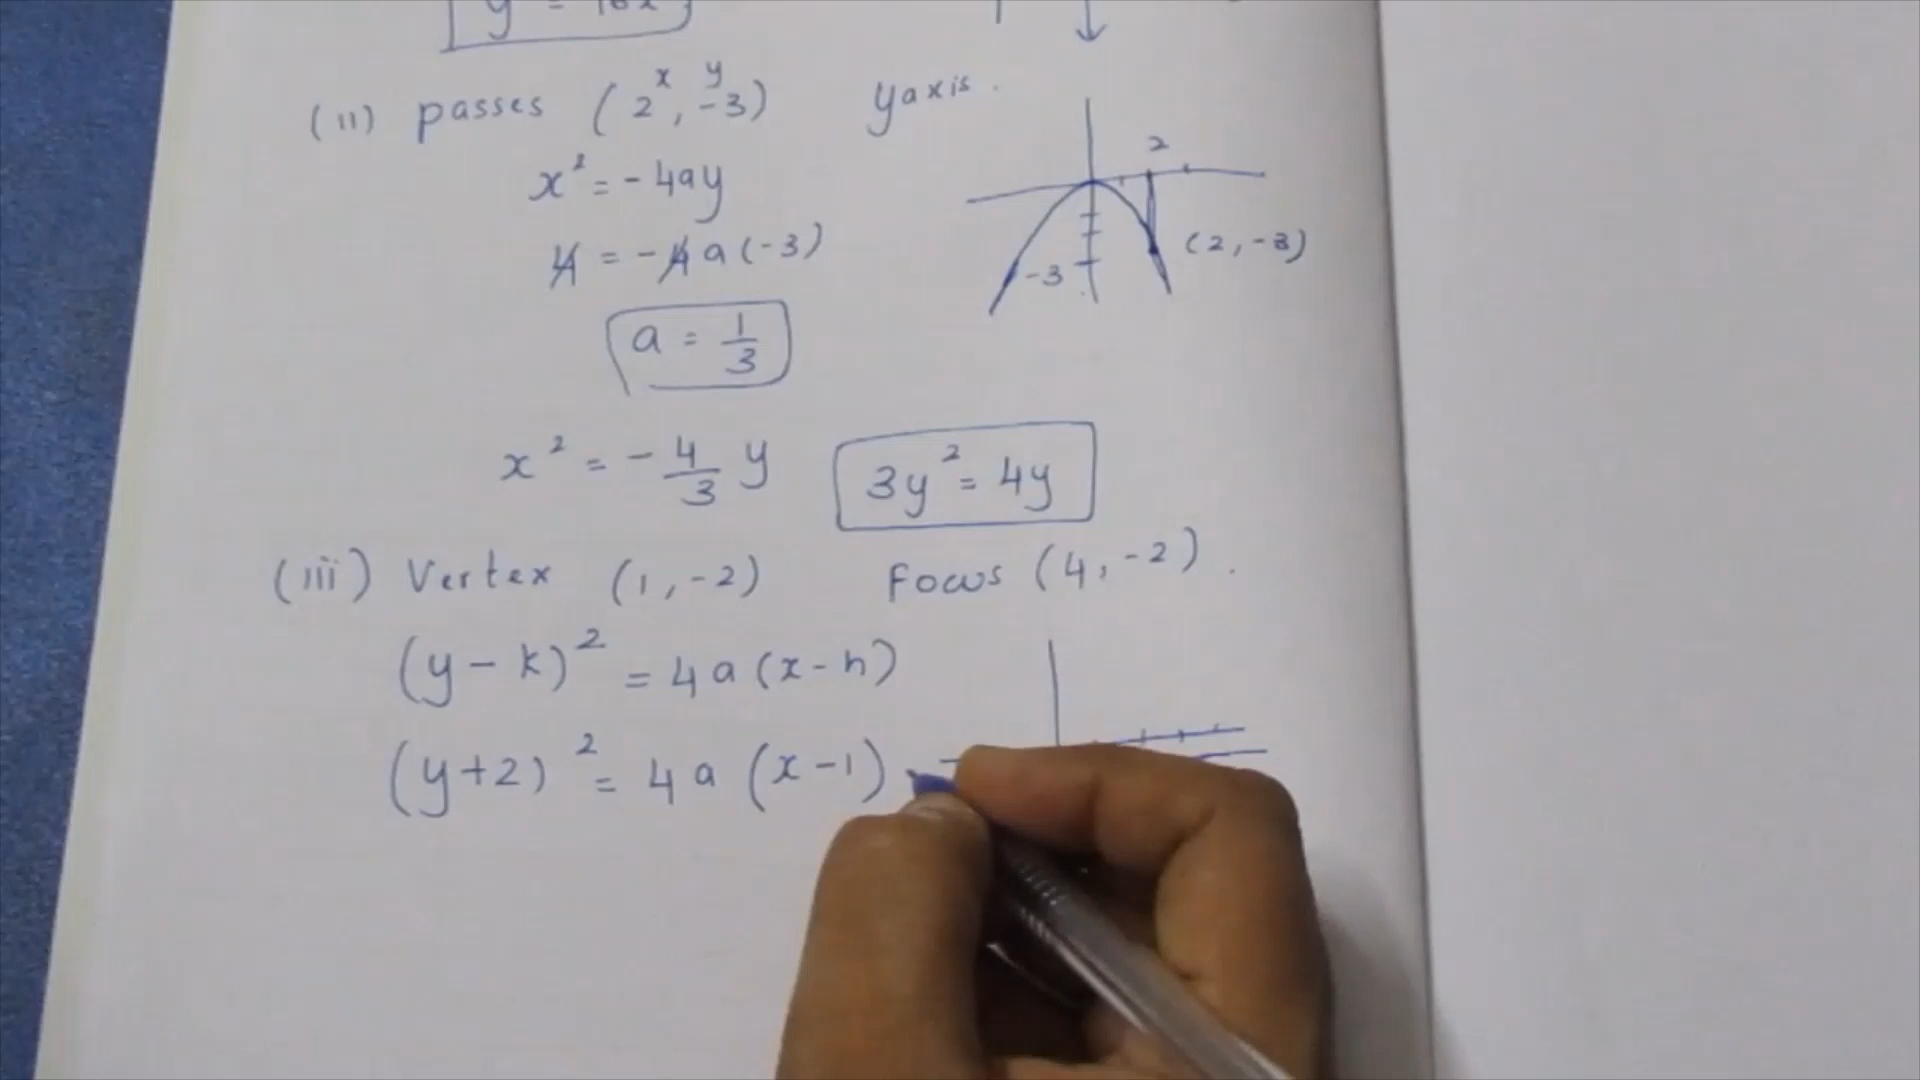 (ii) passes (2, -3) y axis.
x y
2
x² = -4ay
4 = -4a(-3)
(2, -3)
-3
a = 1/3
x² = -4/3 y
3y² = 4y
(iii) Vertex (1, -2) Focus (4, -2).
(y - k)² = 4a(x - h)
(y + 2)² = 4a(x - 1)